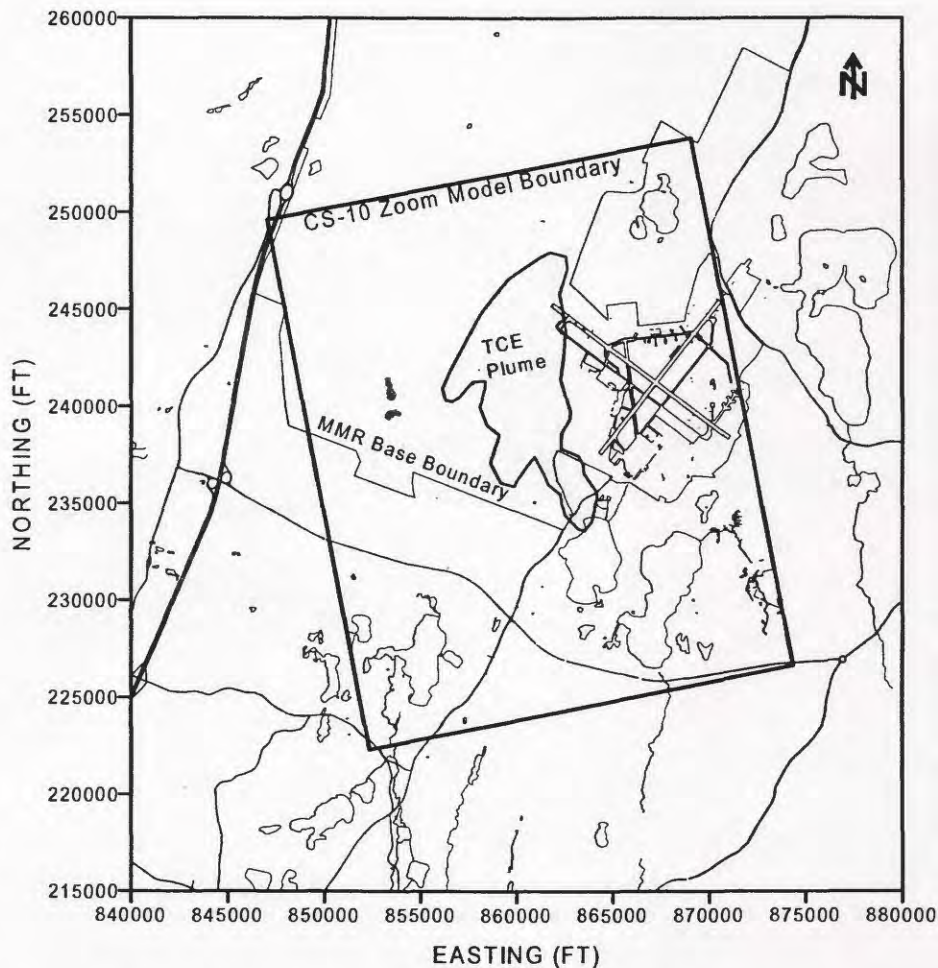 260000
255000
250000
245000
240000
235000
230000
225000
220000
215000
NORTHING (FT)
N
CS-10 Zoom Model Boundary
TCE
Plume
MMR Base Boundary
840000 845000 850000 855000 860000 865000 870000 875000 880000
EASTING (FT)